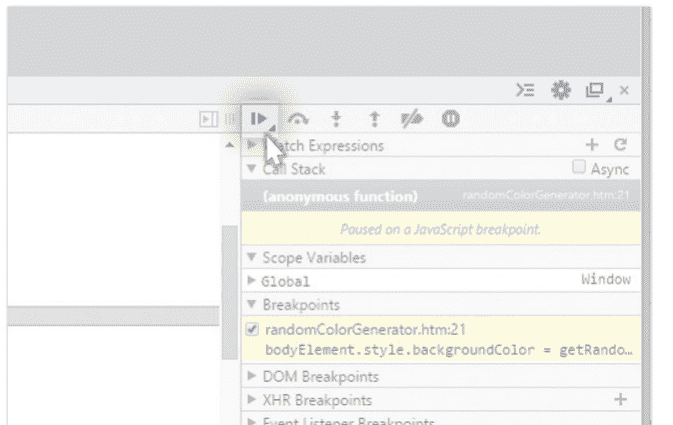 atch Expressions
Call Stack
Async
(anonymous function)
randomColorGenerator.htm:21
Paused on a JavaScript breakpoint.
Scope Variables
Global
Window
Breakpoints
randomColorGenerator.htm:21
bodyElement.style.backgroundColor = getRando…
DOM Breakpoints
XHR Breakpoints
Event Listener Breakpoints